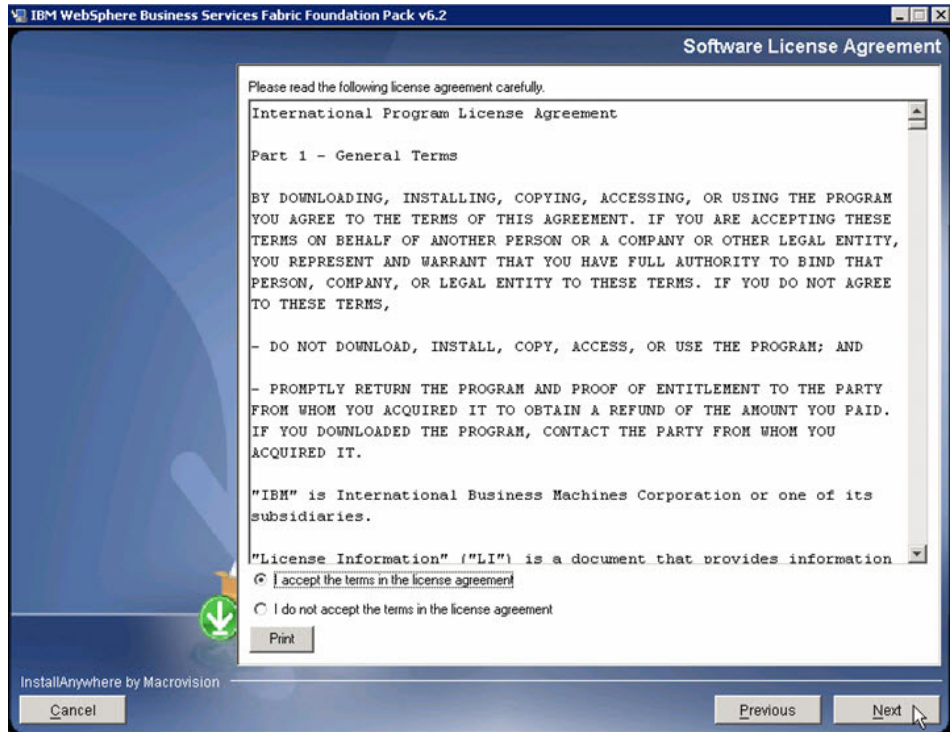 IBM WebSphere Business Services Fabric Foundation Pack v6.2
Software License Agreement
Please read the following license agreement carefully.
International Program License Agreement
Part 1 - General Terms
BY DOWNLOADING, INSTALLING, COPYING, ACCESSING, OR USING THE PROGRAM
YOU AGREE TO THE TERMS OF THIS AGREEMENT. IF YOU ARE ACCEPTING THESE
TERMS ON BEHALF OF ANOTHER PERSON OR A COMPANY OR OTHER LEGAL ENTITY,
YOU REPRESENT AND WARRANT THAT YOU HAVE FULL AUTHORITY TO BIND THAT
PERSON, COMPANY, OR LEGAL ENTITY TO THESE TERMS. IF YOU DO NOT AGREE
TO THESE TERMS,
- DO NOT DOWNLOAD, INSTALL, COPY, ACCESS, OR USE THE PROGRAM; AND
- PROMPTLY RETURN THE PROGRAM AND PROOF OF ENTITLEMENT TO THE PARTY
FROM WHOM YOU ACQUIRED IT TO OBTAIN A REFUND OF THE AMOUNT YOU PAID.
IF YOU DOWNLOADED THE PROGRAM, CONTACT THE PARTY FROM WHOM YOU
ACQUIRED IT.
"IBM" is International Business Machines Corporation or one of its
subsidiaries.
"License Information" ("LI") is a document that provides information
I accept the terms in the license agreement
I do not accept the terms in the license agreement
Print
InstallAnywhere by Macrovision
Cancel
Previous
Next